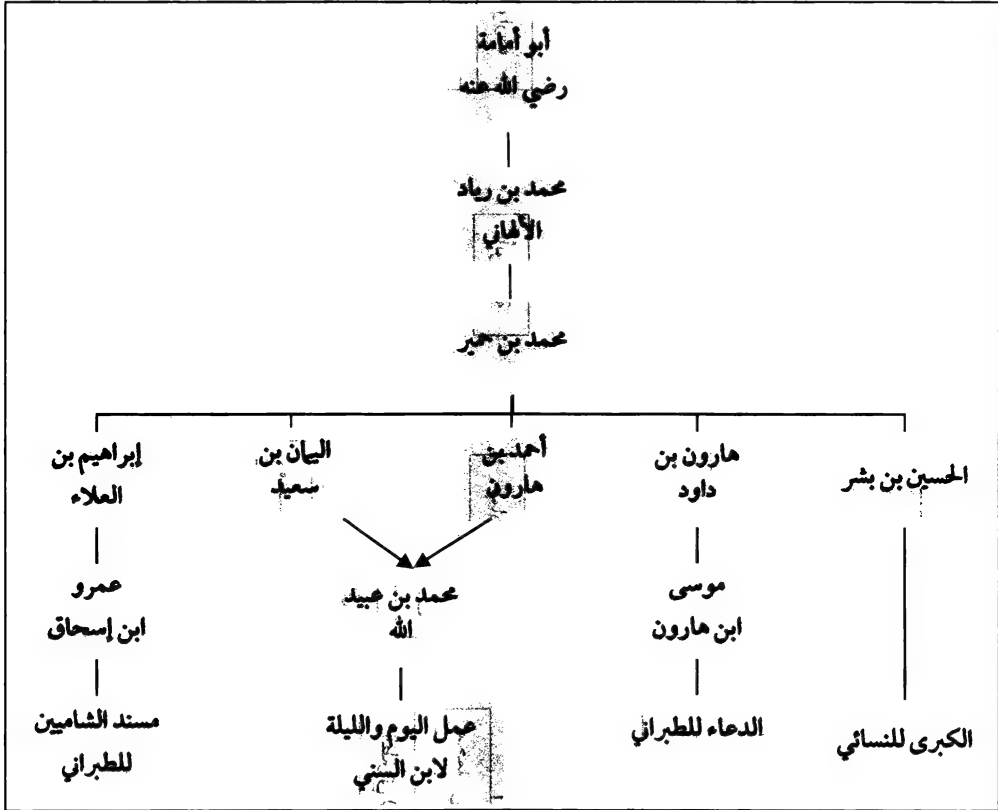 أبو أمامة
رضي الله عنه
محمد بن زياد
الألهاني
محمد بن حمير
الحسين بن بشر
هارون بن
داود
أحمد بن
هارون
اليمان بن
سعيد
إبراهيم بن
العلاء
موسى
ابن هارون
محمد بن عبيد
الله
عمرو
ابن إسحاق
الكبرى للنسائي
الدعاء للطبراني
عمل اليوم والليلة
لابن السني
مسند الشاميين
للطبراني